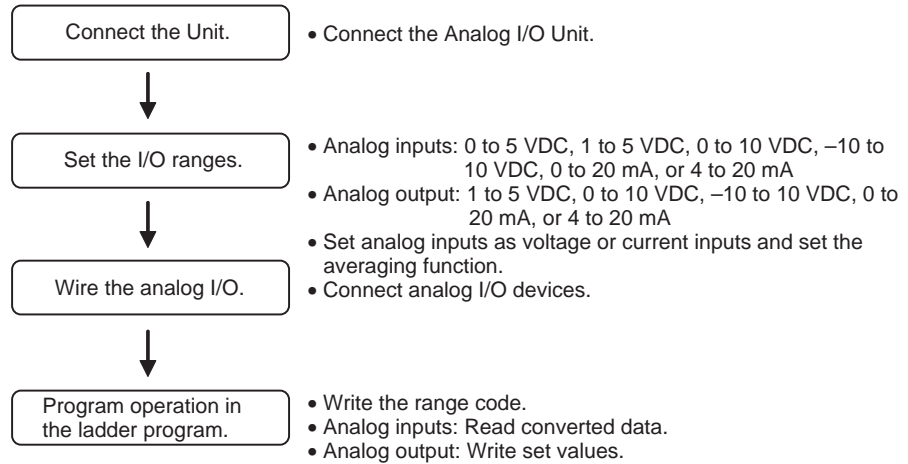 Connect the Unit.
• Connect the Analog I/O Unit.
Set the I/O ranges.
• Analog inputs: 0 to 5 VDC, 1 to 5 VDC, 0 to 10 VDC, –10 to
10 VDC, 0 to 20 mA, or 4 to 20 mA
• Analog output: 1 to 5 VDC, 0 to 10 VDC, –10 to 10 VDC, 0 to
20 mA, or 4 to 20 mA
• Set analog inputs as voltage or current inputs and set the
averaging function.
Wire the analog I/O.
• Connect analog I/O devices.
Program operation in
the ladder program.
• Write the range code.
• Analog inputs: Read converted data.
• Analog output: Write set values.